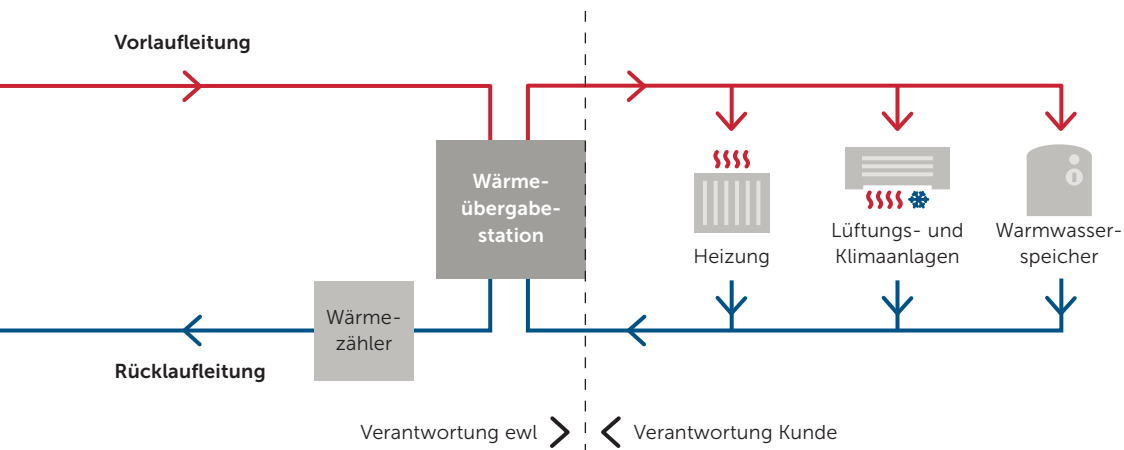 Vorlaufleitung
Wärme-
übergabe-
station
Heizung
Lüftungs- und
Klimaanlagen
Warmwasser-
speicher
Wärme-
zähler
Rücklaufleitung
Verantwortung ewl
Verantwortung Kunde